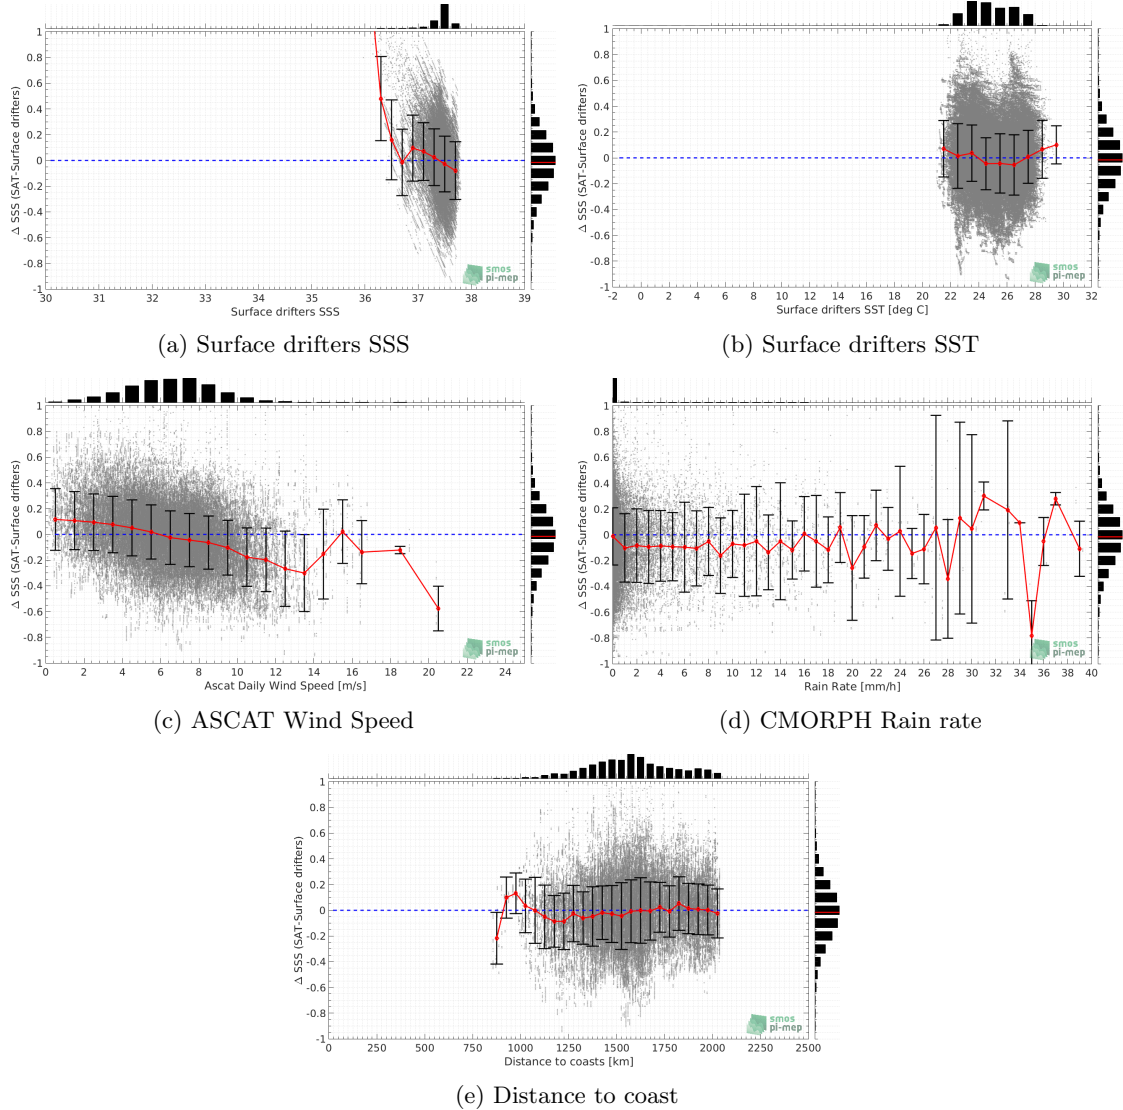 1
0.8
0.6
0.4
0.2
0
-0.2
-0.4
-0.6
-0.8
-1
Δ SSS (SAT-Surface drifters)
30 31 32 33 34 35 36 37 38 39
Surface drifters SSS
smos
pi-mep
(a) Surface drifters SSS
1
0.8
0.6
0.4
0.2
0
-0.2
-0.4
-0.6
-0.8
-1
Δ SSS (SAT-Surface drifters)
-2 0 2 4 6 8 10 12 14 16 18 20 22 24 26 28 30 32
Surface drifters SST [deg C]
smos
pi-mep
(b) Surface drifters SST
1
0.8
0.6
0.4
0.2
0
-0.2
-0.4
-0.6
-0.8
-1
Δ SSS (SAT-Surface drifters)
0 2 4 6 8 10 12 14 16 18 20 22 24
Ascat Daily Wind Speed [m/s]
smos
pi-mep
(c) ASCAT Wind Speed
1
0.8
0.6
0.4
0.2
0
-0.2
-0.4
-0.6
-0.8
-1
Δ SSS (SAT-Surface drifters)
0 2 4 6 8 10 12 14 16 18 20 22 24 26 28 30 32 34 36 38 40
Rain Rate [mm/h]
smos
pi-mep
(d) CMORPH Rain rate
1
0.8
0.6
0.4
0.2
0
-0.2
-0.4
-0.6
-0.8
-1
Δ SSS (SAT-Surface drifters)
0 250 500 750 1000 1250 1500 1750 2000 2250 2500
Distance to coasts [km]
smos
pi-mep
(e) Distance to coast